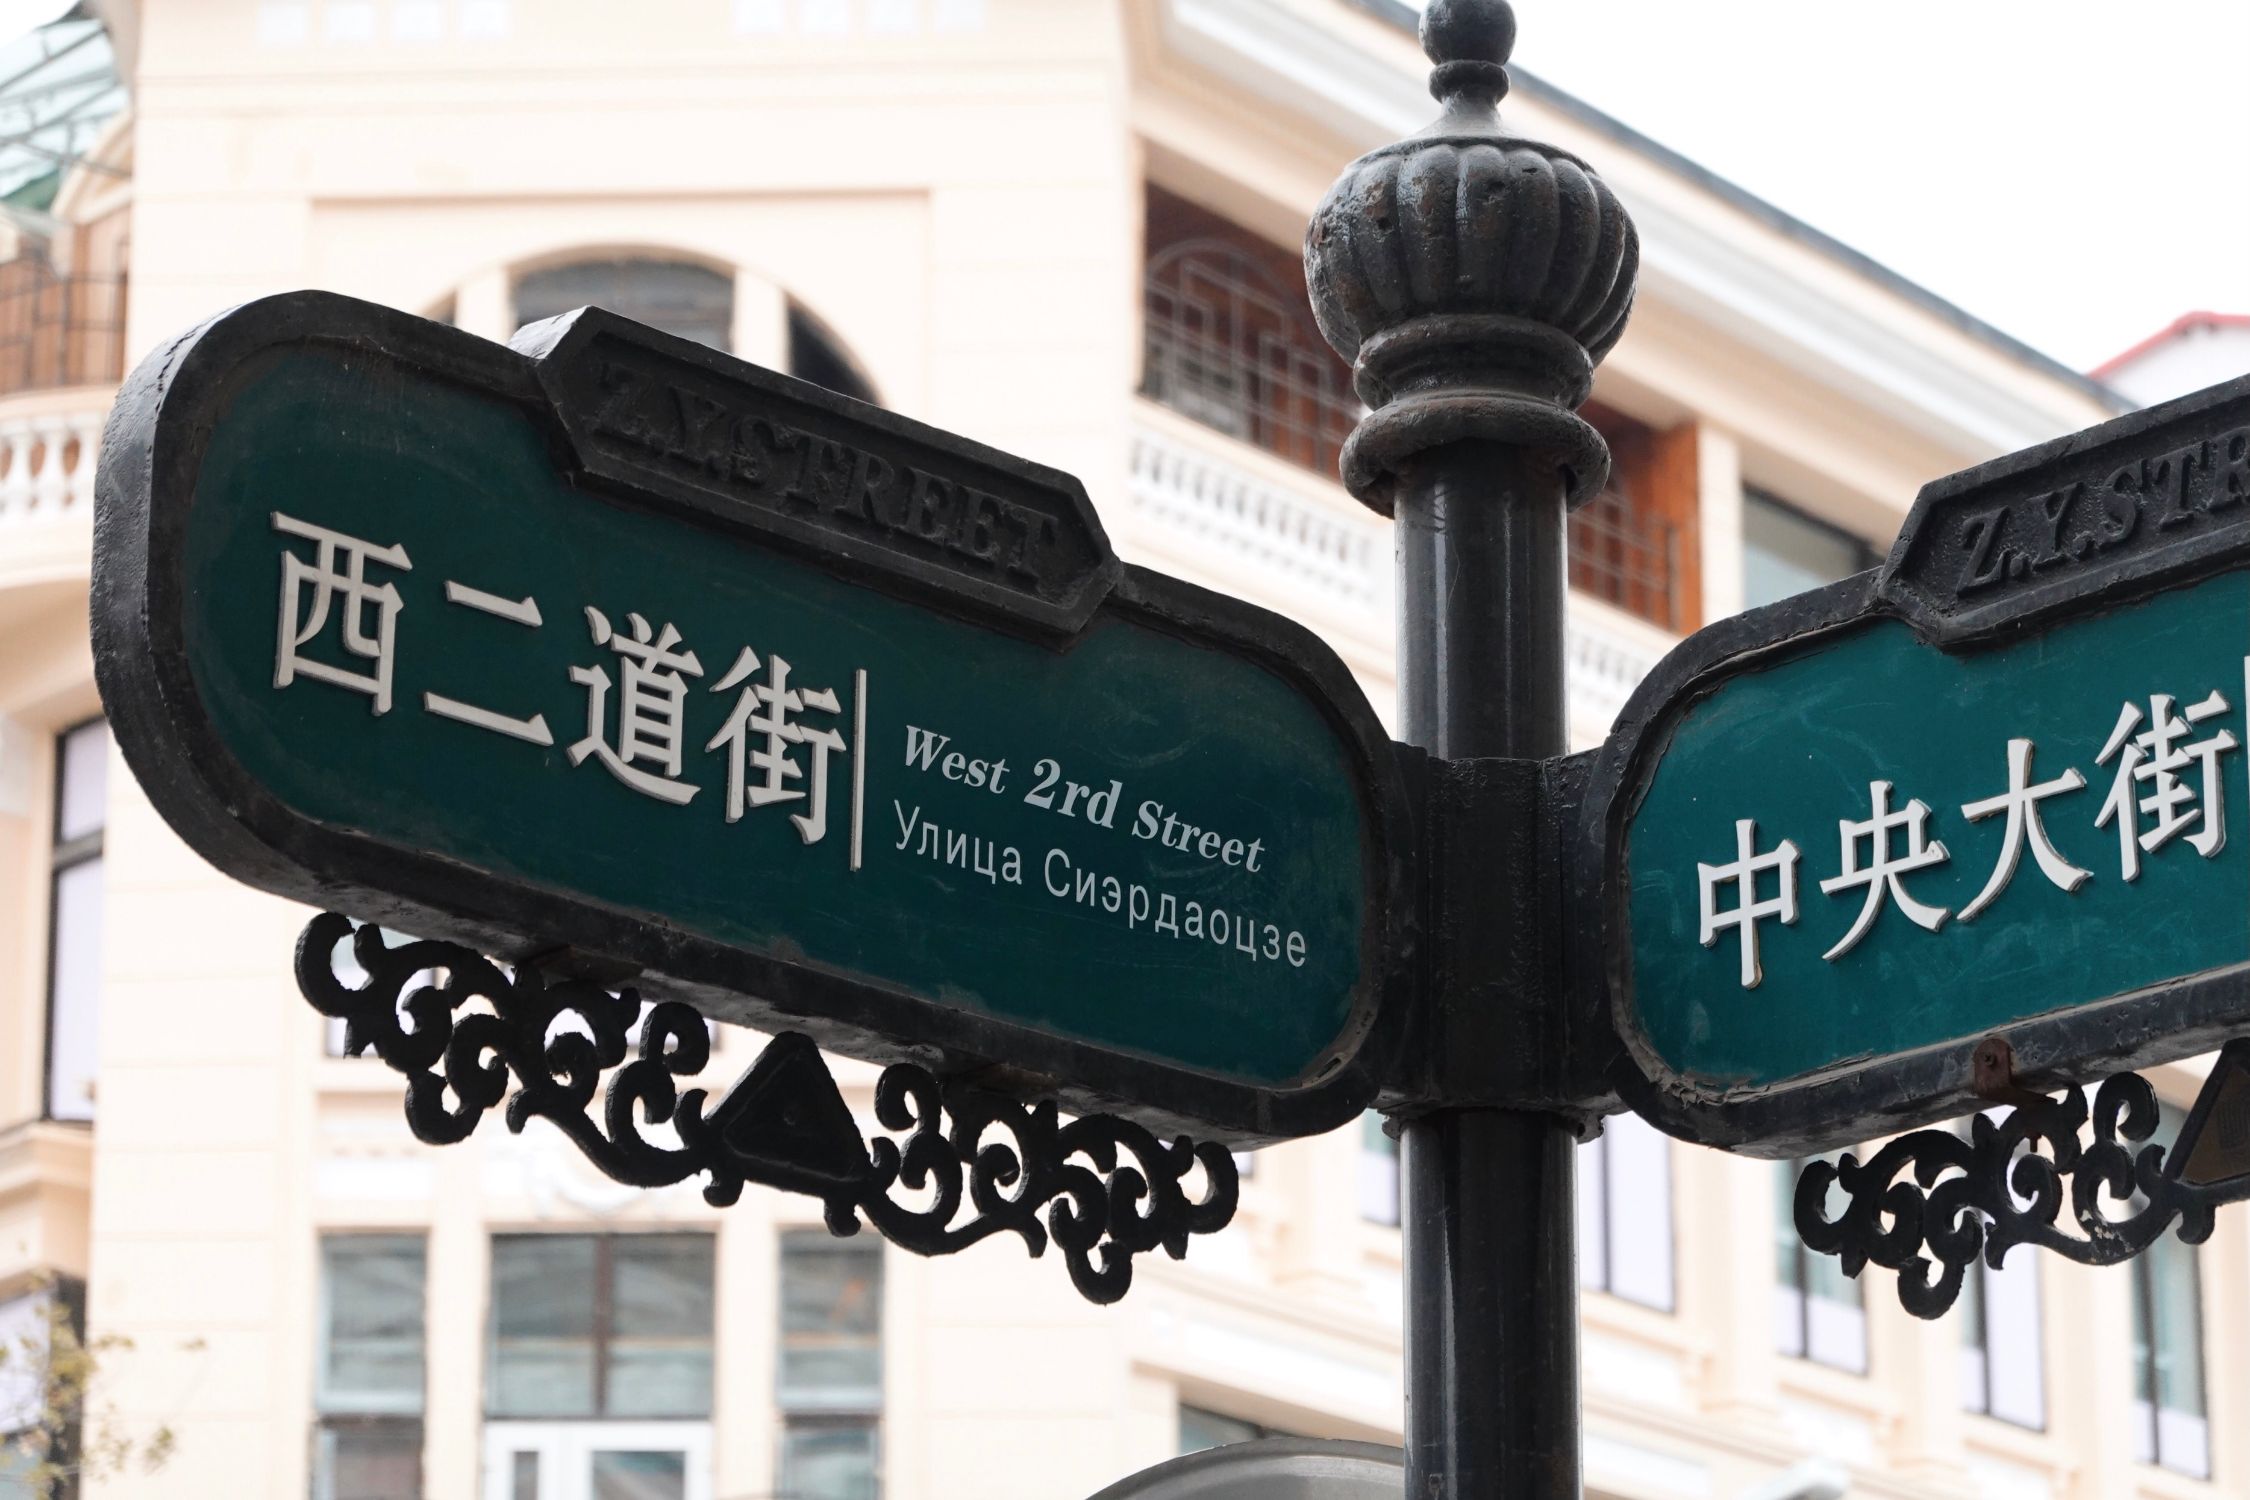 Z.Y.STREET
西二道街
West 2rd Street
Улица Сиэрдаоцзе
Z.Y.STR
中央大街